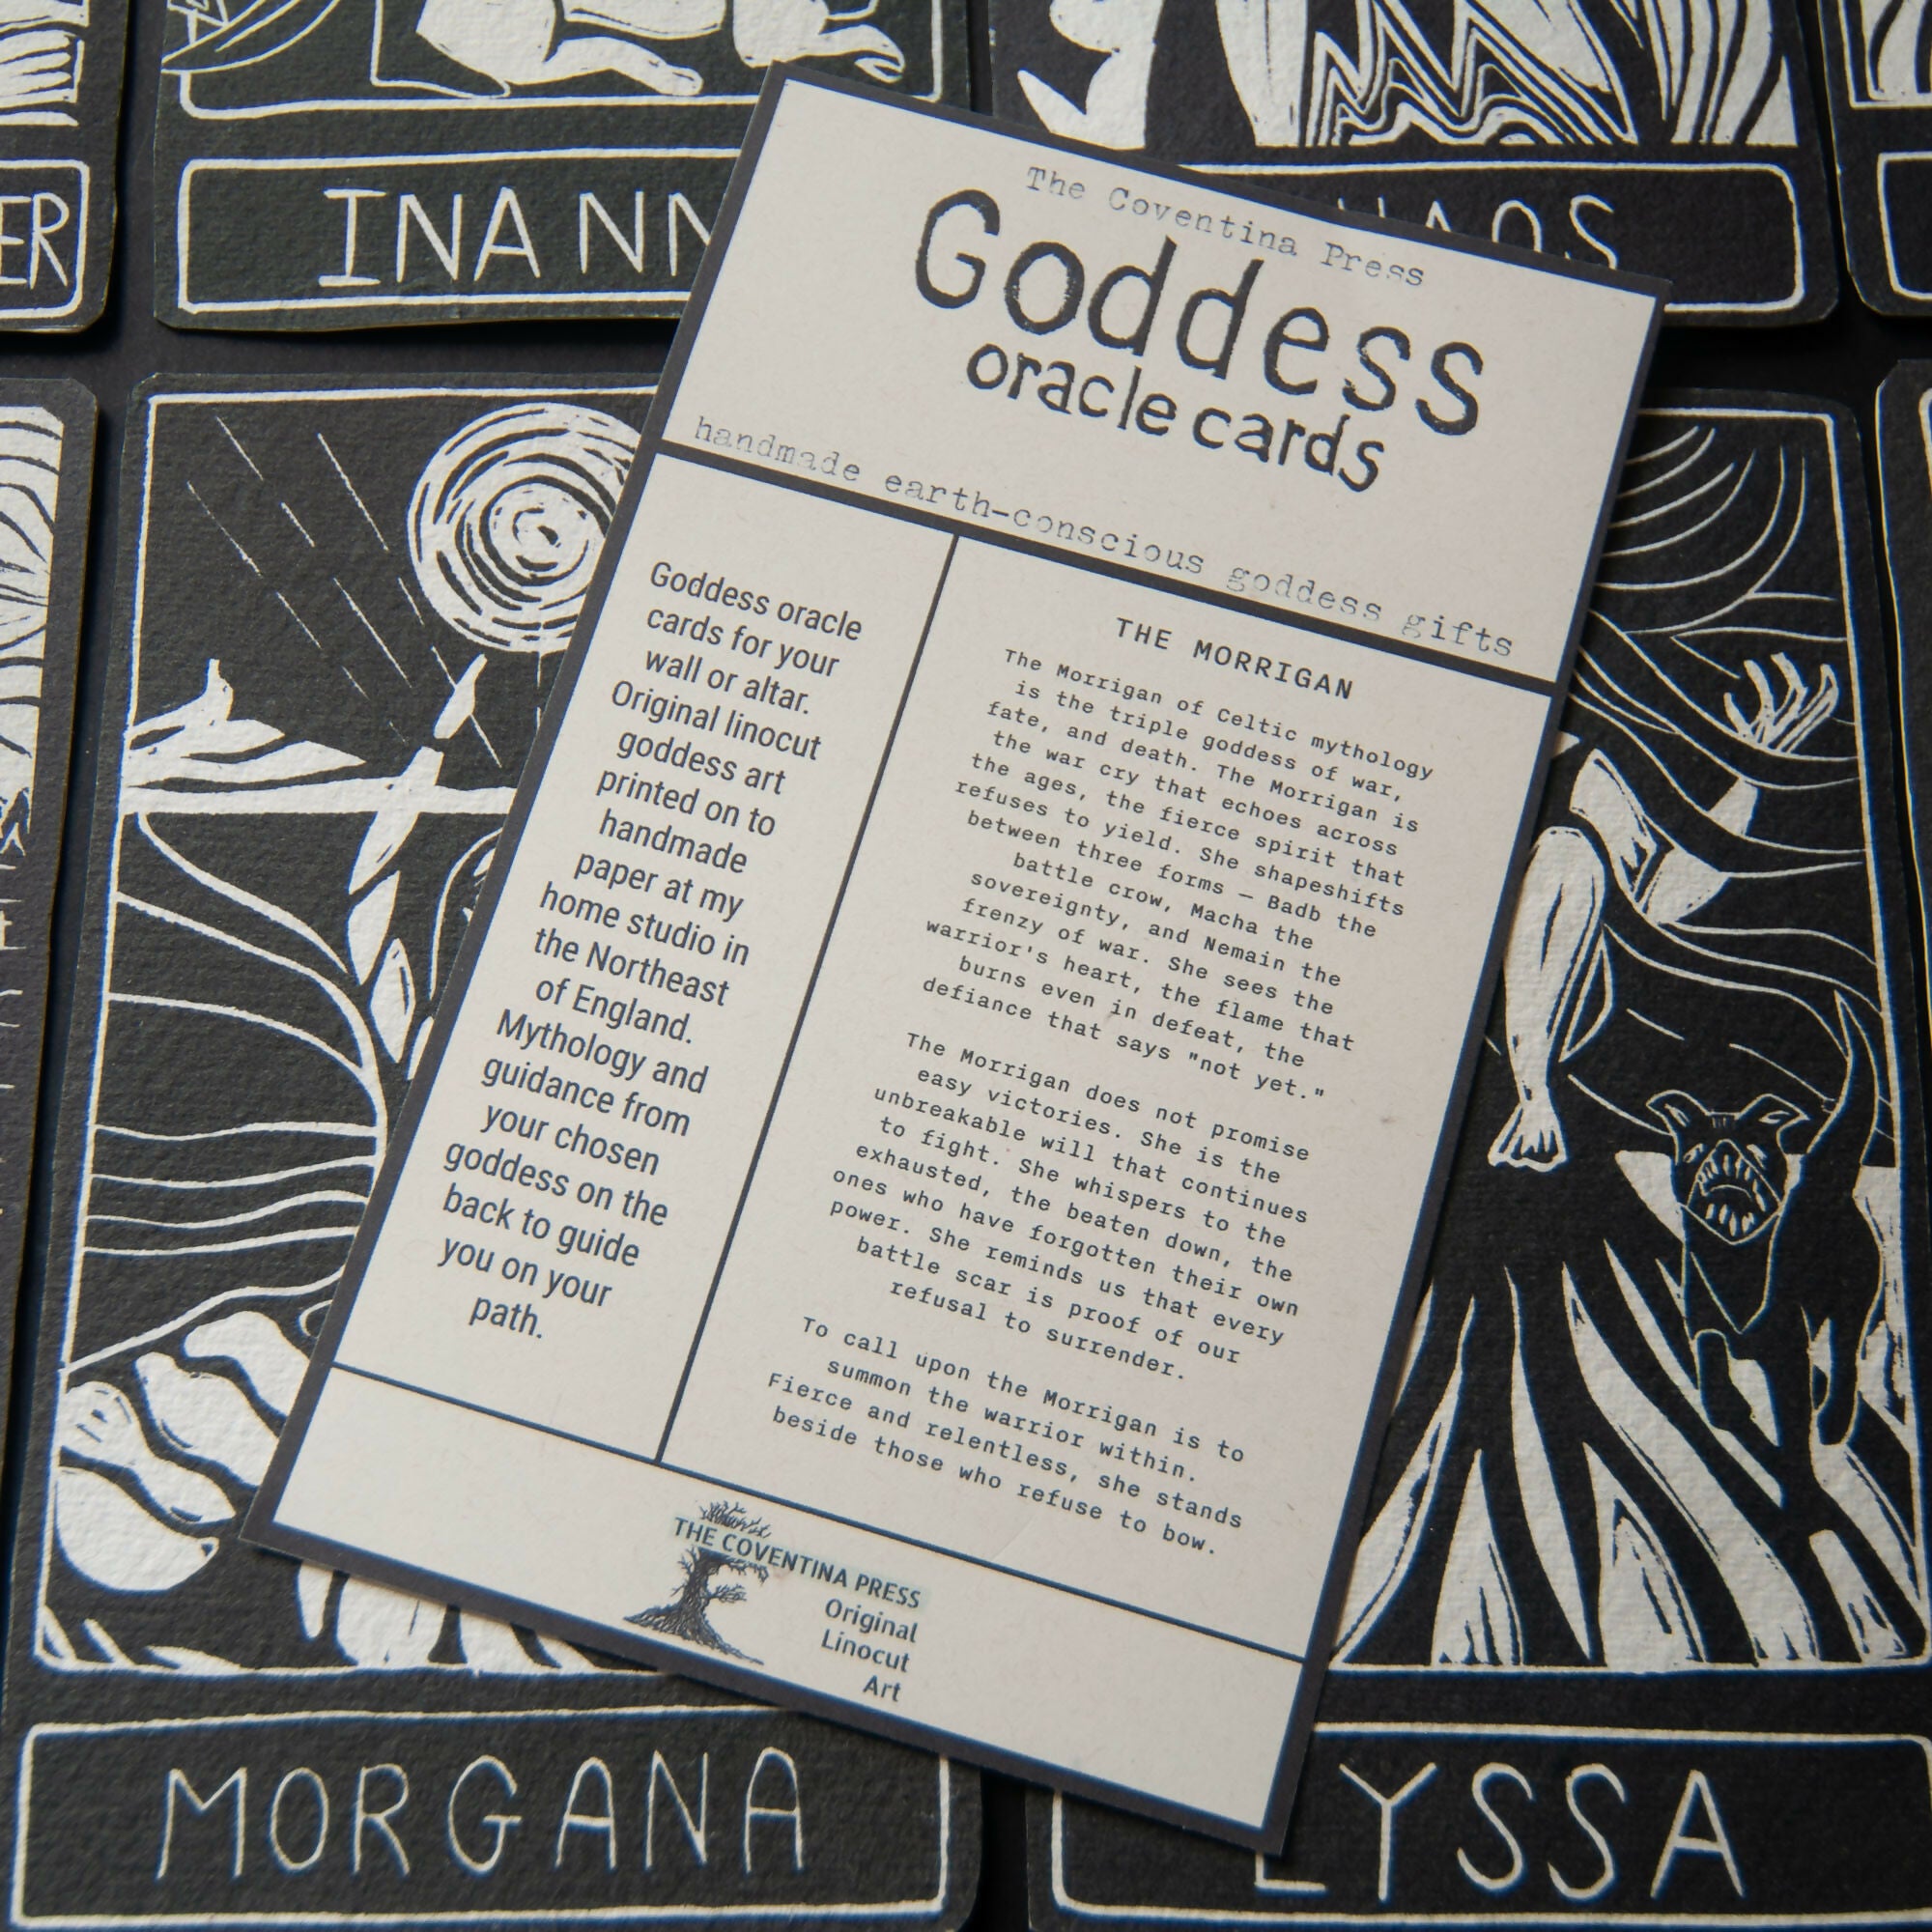 ER
INANN
HAOS
The Coventina Press
Goddess
oracle cards
handmade earth-conscious goddess gifts
Goddess oracle
cards for your
wall or altar.
Original linocut
goddess art
printed on to
handmade
paper at my
home studio in
the Northeast
of England.
Mythology and
guidance from
your chosen
goddess on the
back to guide
you on your
path.
THE MORRIGAN
The Morrigan of Celtic mythology
is the triple goddess of war,
fate, and death. The Morrigan is
the war cry that echoes across
the ages, the fierce spirit that
refuses to yield. She shapeshifts
between three forms — Badb the
battle crow, Macha the
sovereignty, and Nemain the
frenzy of war. She sees the
warrior's heart, the flame that
burns even in defeat, the
defiance that says "not yet."
The Morrigan does not promise
easy victories. She is the
unbreakable will that continues
to fight. She whispers to the
exhausted, the beaten down, the
ones who have forgotten their own
power. She reminds us that every
battle scar is proof of our
refusal to surrender.
To call upon the Morrigan is to
summon the warrior within.
Fierce and relentless, she stands
beside those who refuse to bow.
THE COVENTINA PRESS
Original
Linocut
Art
MORGANA
LYSSA